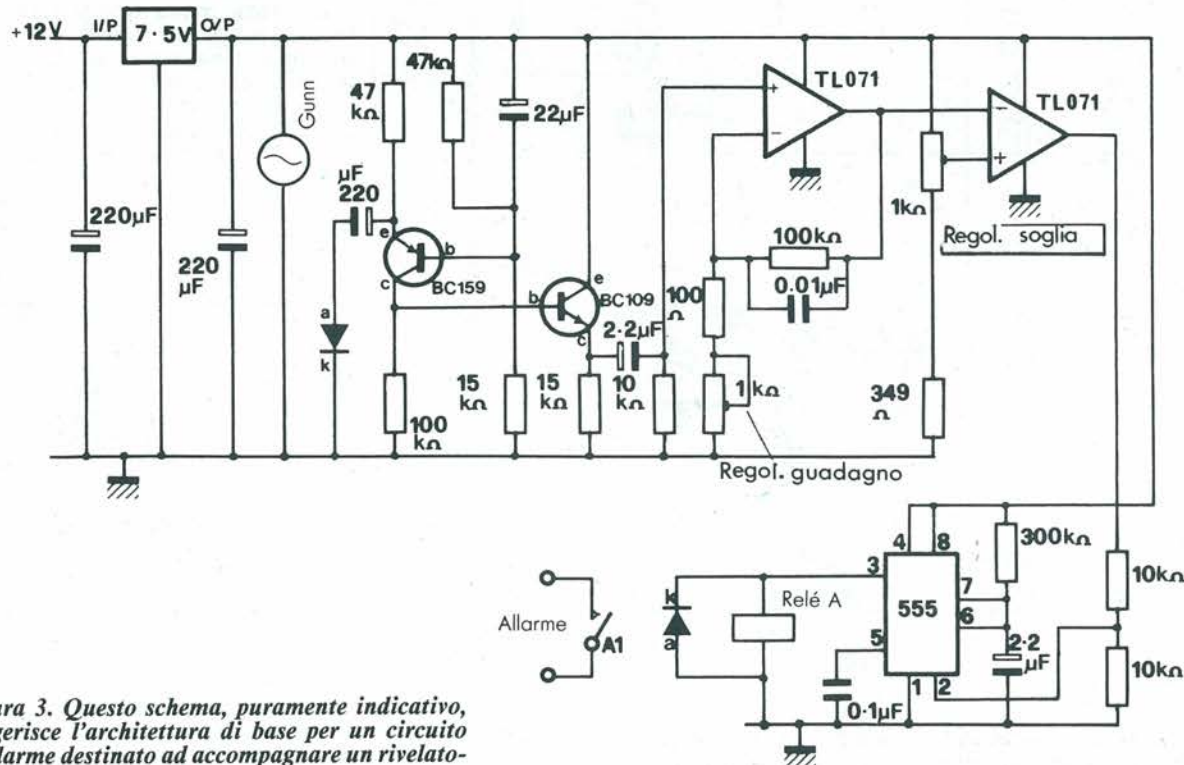 +12V
I/P
7·5V
O/P
220µF
220
µF
Gunn
47
kΩ
47kΩ
22µF
µF
220
e
b
c
BC159
a
k
b
e
BC109
c
2·2µF
100
kΩ
15
kΩ
15
kΩ
10
kΩ
TL071
+
−
100kΩ
0.01µF
100
Ω
1kΩ
Regol. guadagno
TL071
−
+
1kΩ
Regol. soglia
349
Ω
4
8
300kΩ
3
7
555
6
5
2·2
µF
1
2
10kΩ
10kΩ
Allarme
A1
k
a
Relé A
0·1µF
ura 3. Questo schema, puramente indicativo,
gerisce l'architettura di base per un circuito
llarme destinato ad accompagnare un rivelato-